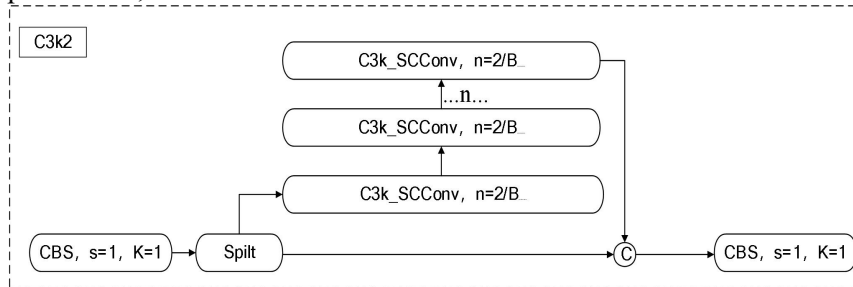 C3k2
C3k_SCConv, n=2/B_
...n...
C3k_SCConv, n=2/B_
C3k_SCConv, n=2/B_
CBS, s=1, K=1
Spilt
C
CBS, s=1, K=1